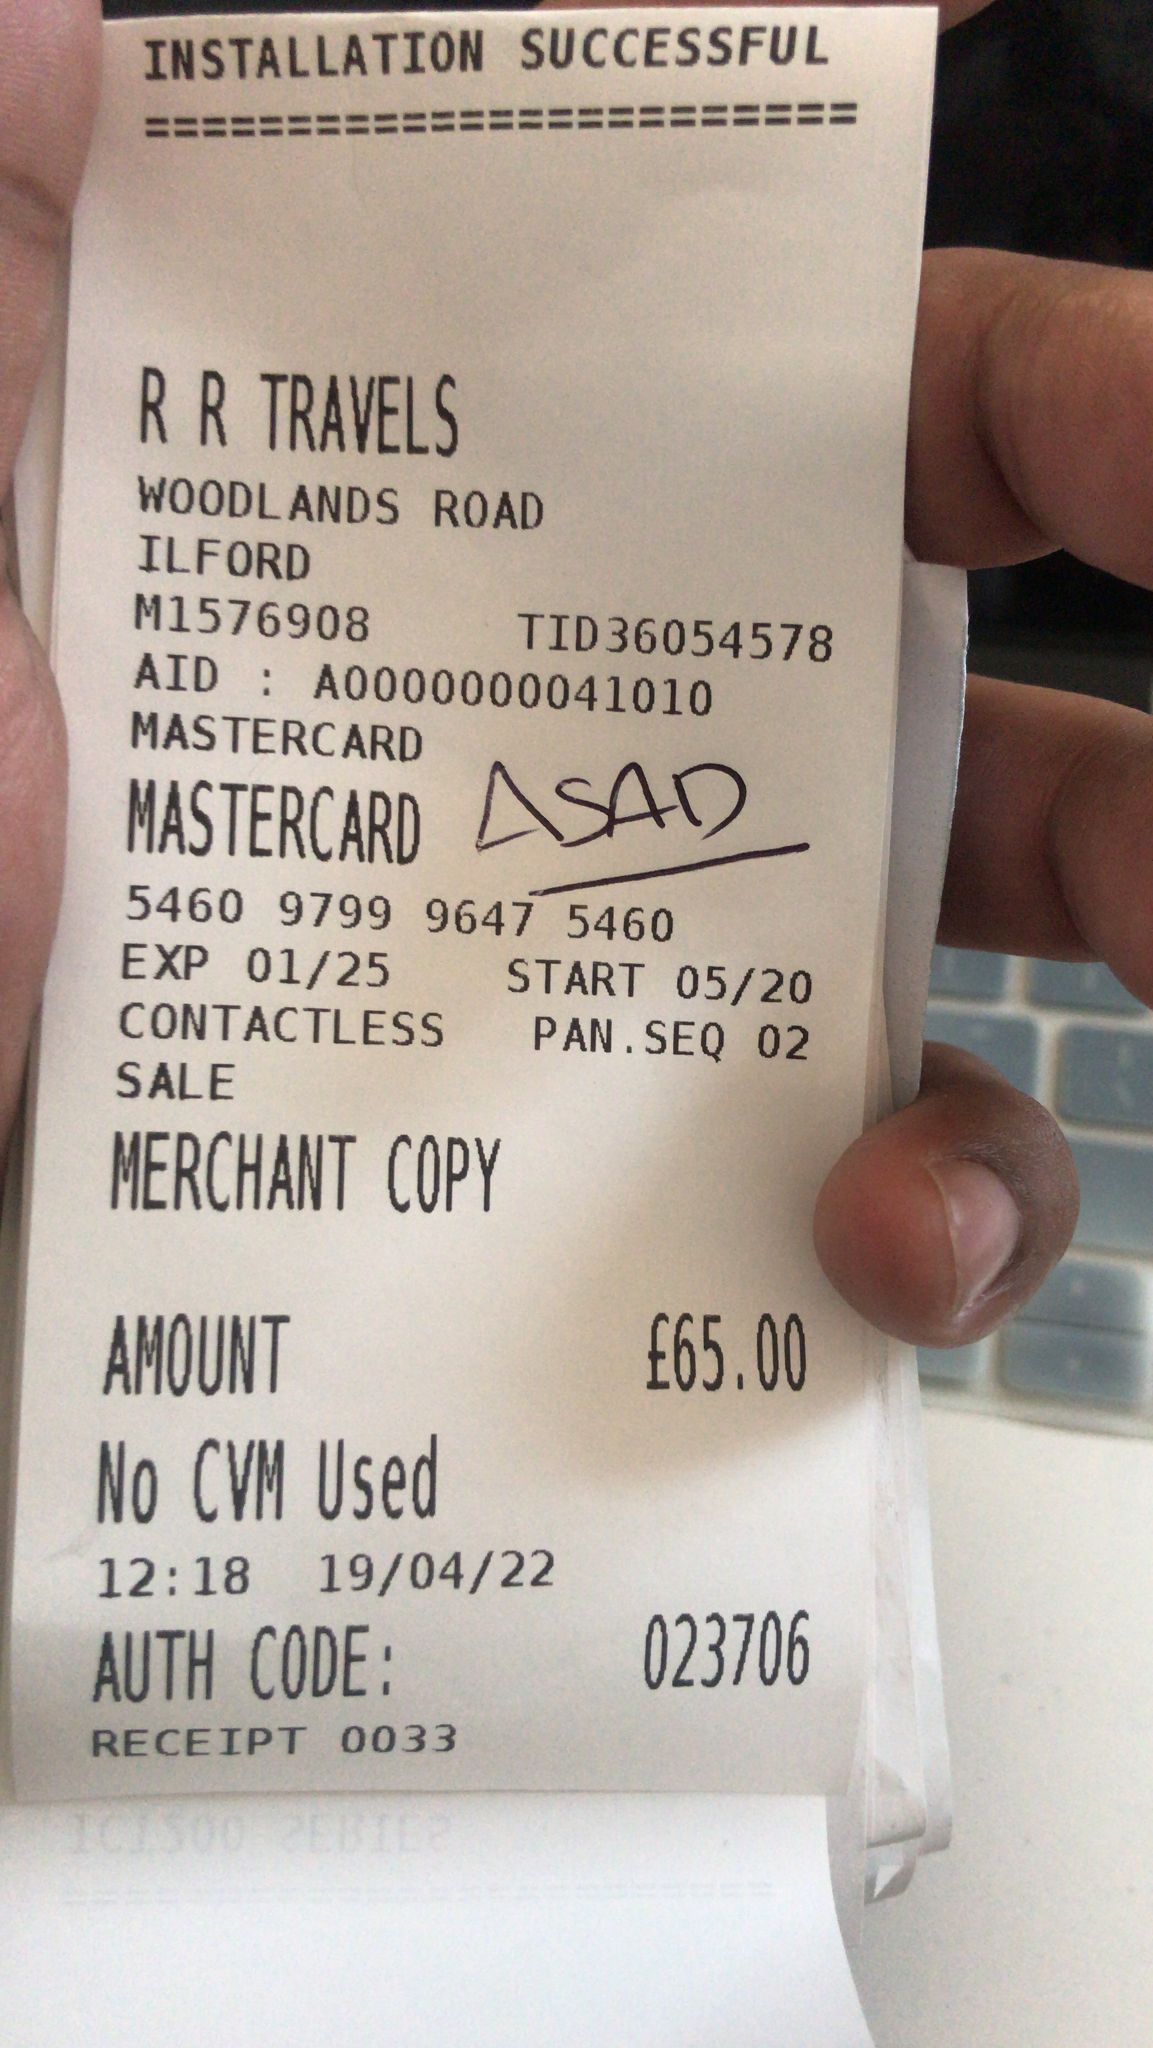 INSTALLATION SUCCESSFUL
=========================
R R TRAVELS
WOODLANDS ROAD
ILFORD
M1576908 TID36054578
AID : A0000000041010
MASTERCARD
MASTERCARD ASAD
5460 9799 9647 5460
EXP 01/25 START 05/20
CONTACTLESS PAN.SEQ 02
SALE
MERCHANT COPY
AMOUNT £65.00
No CVM Used
12:18 19/04/22
AUTH CODE: 023706
RECEIPT 0033